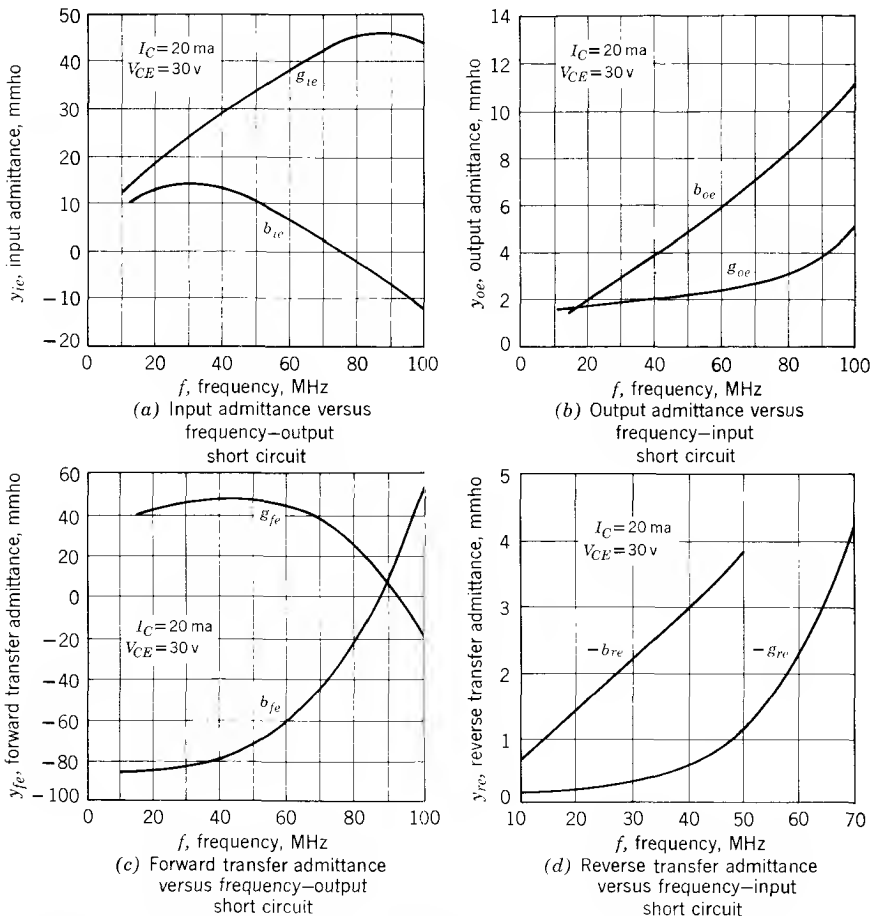 50
40
30
20
10
0
−10
−20
0
20
40
60
80
100
I_C = 20 ma
V_CE = 30 v
g_ie
b_ie
y_ie, input admittance, mmho
f, frequency, MHz
(a) Input admittance versus
frequency–output
short circuit
14
12
10
8
6
4
2
0
0
20
40
60
80
100
I_C = 20 ma
V_CE = 30 v
b_oe
g_oe
y_oe, output admittance, mmho
f, frequency, MHz
(b) Output admittance versus
frequency–input
short circuit
60
40
20
0
−20
−40
−60
−80
−100
0
20
40
60
80
100
g_fe
I_C = 20 ma
V_CE = 30 v
b_fe
y_fe, forward transfer admittance, mmho
f, frequency, MHz
(c) Forward transfer admittance
versus frequency–output
short circuit
5
4
3
2
1
0
10
20
30
40
50
60
70
I_C = 20 ma
V_CE = 30 v
−b_re
−g_re
y_re, reverse transfer admittance, mmho
f, frequency, MHz
(d) Reverse transfer admittance
versus frequency–input
short circuit